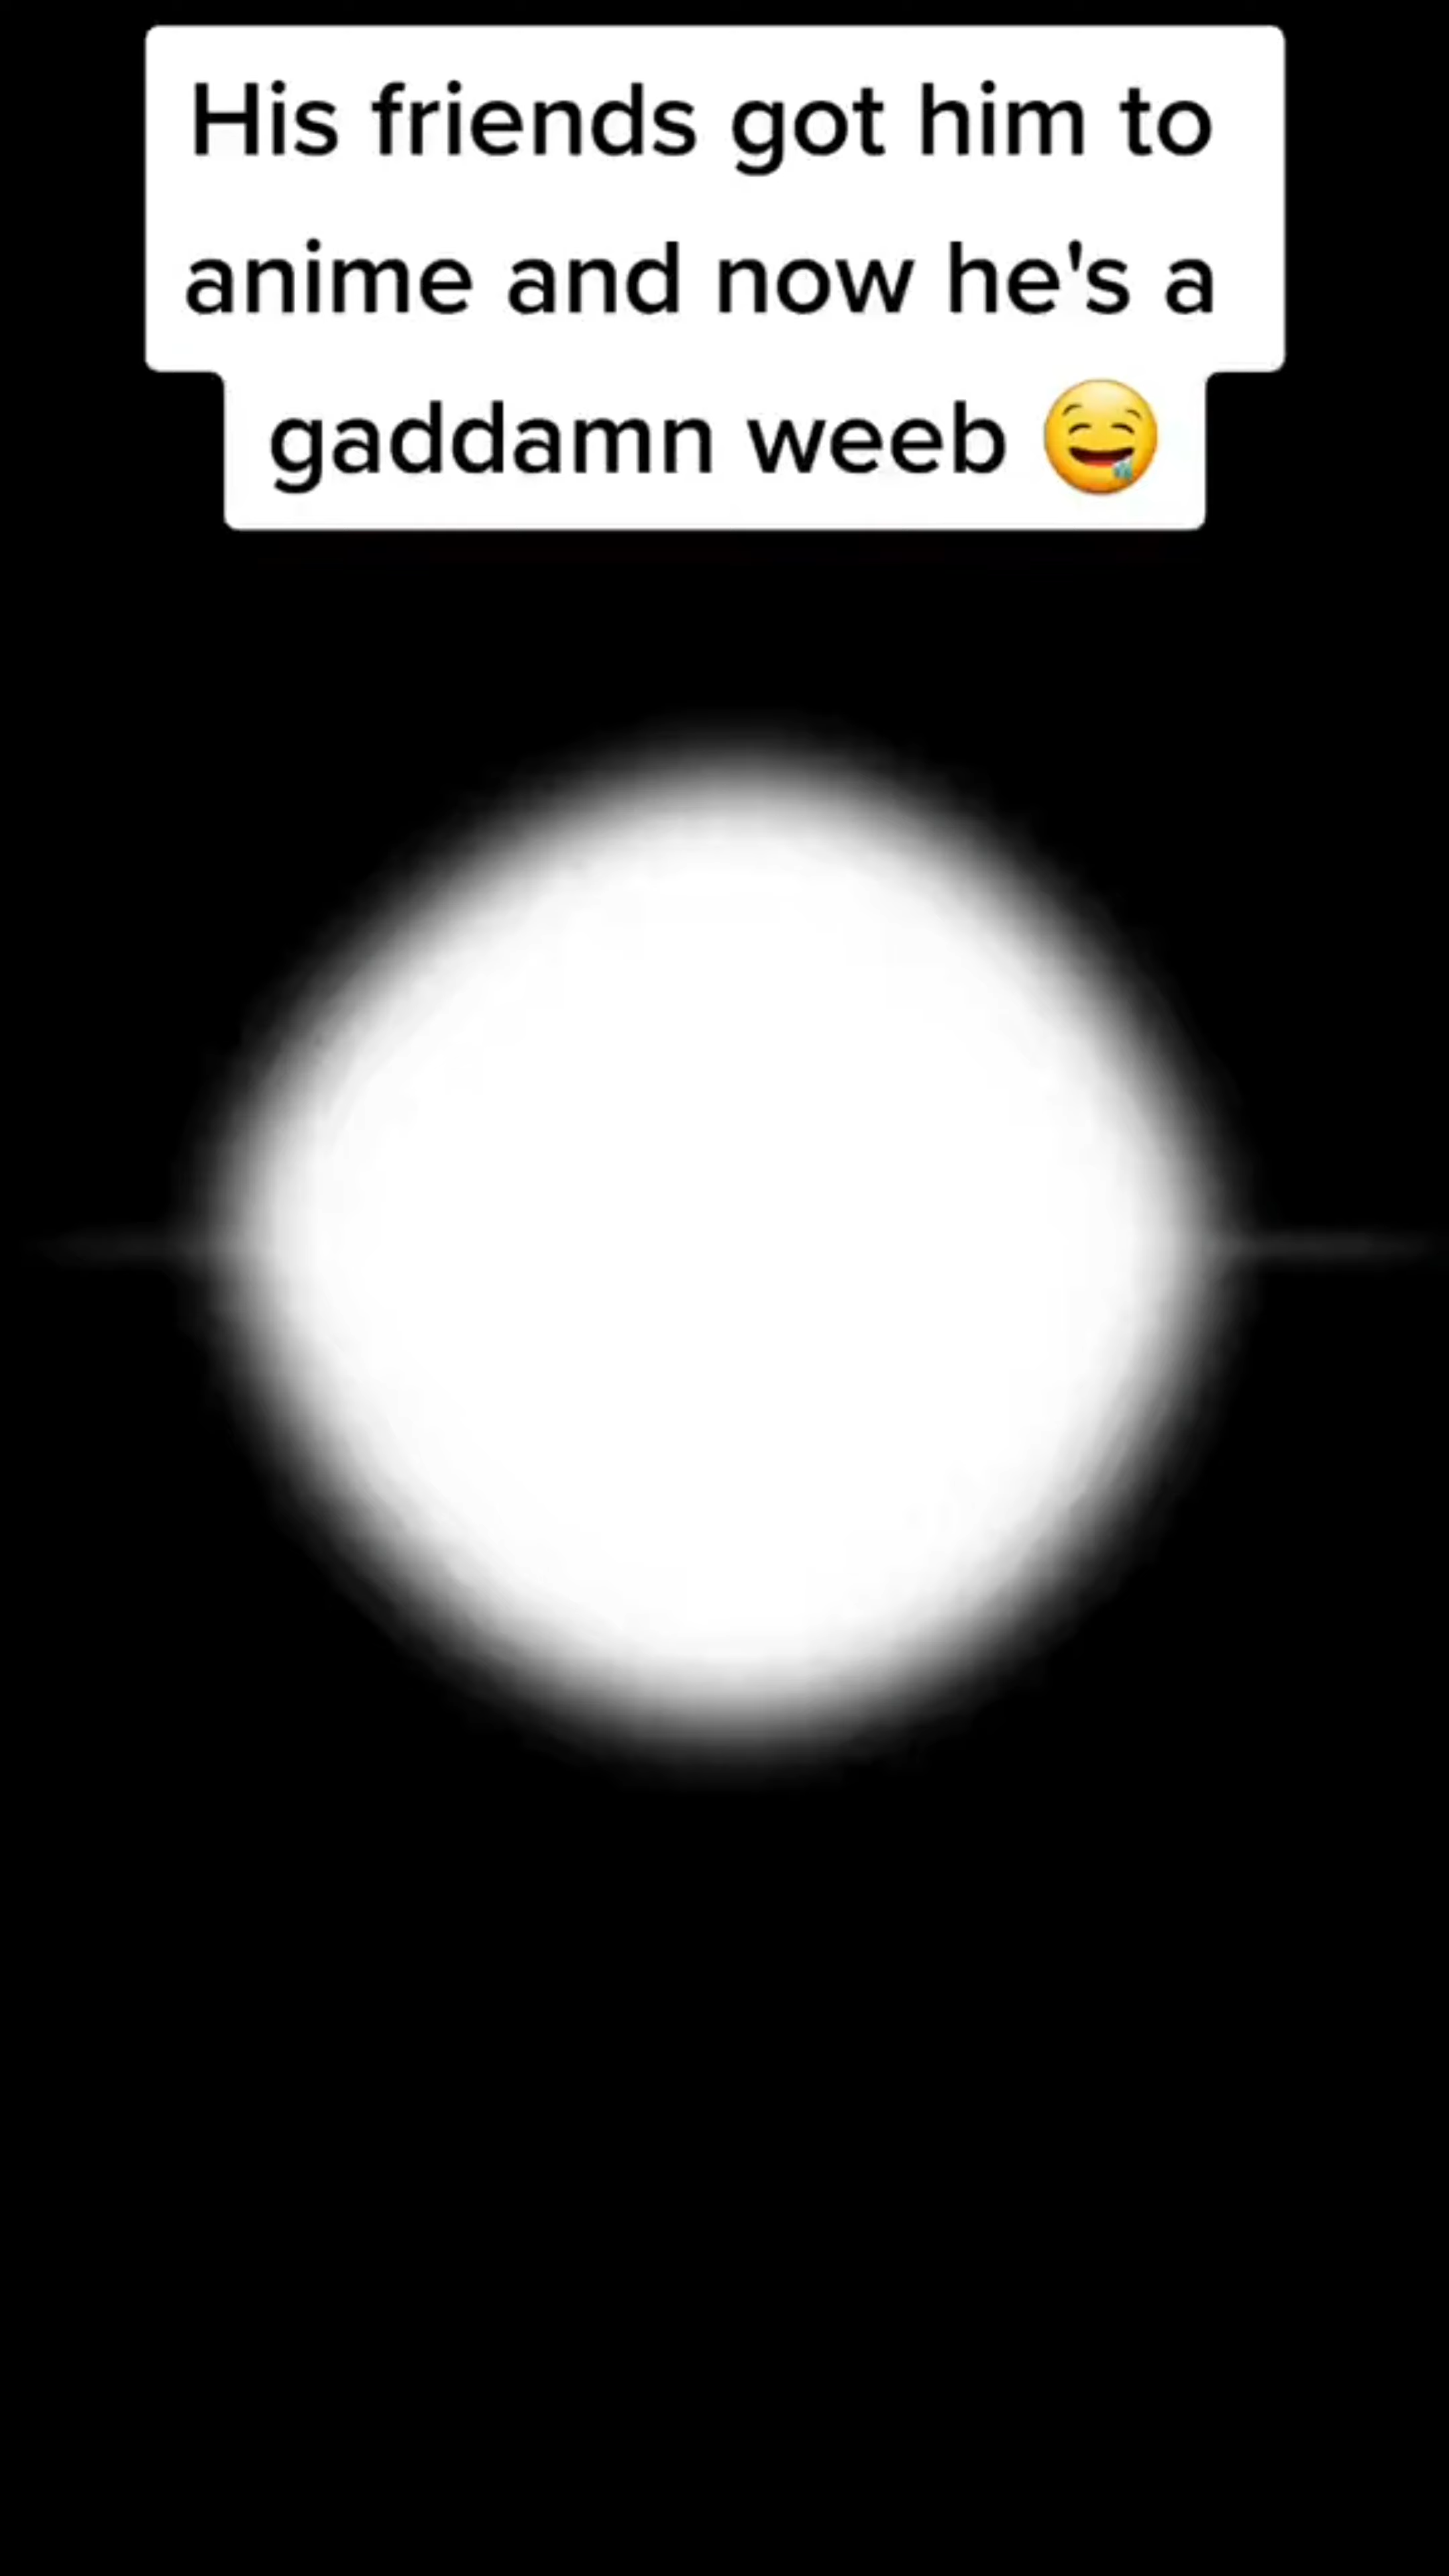 His friends got him to
anime and now he's a
gaddamn weeb 🤤